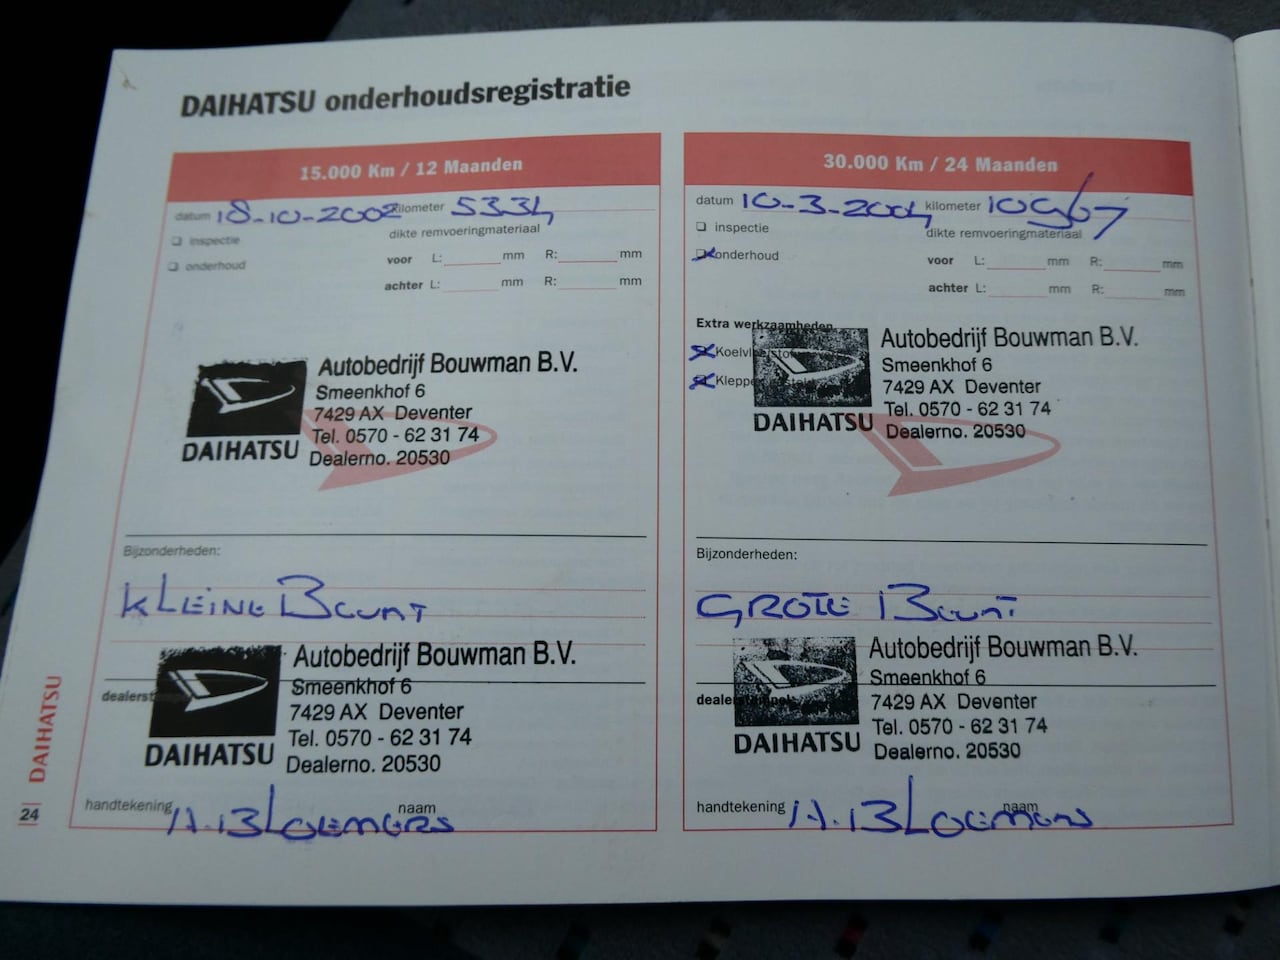 DAIHATSU onderhoudsregistratie
15.000 Km / 12 Maanden
datum 18-10-2002 kilometer 5334
inspectie dikte remvoeringmateriaal
onderhoud voor L: mm R: mm
achter L: mm R: mm
Autobedrijf Bouwman B.V.
Smeenkhof 6
7429 AX Deventer
Tel. 0570 - 62 31 74
DAIHATSU Dealerno. 20530
Bijzonderheden:
KLEINE BEURT
Autobedrijf Bouwman B.V.
Smeenkhof 6
7429 AX Deventer
Tel. 0570 - 62 31 74
DAIHATSU Dealerno. 20530
handtekening naam
A. BLOEMERS
30.000 Km / 24 Maanden
datum 10-3-2004 kilometer 10967
inspectie dikte remvoeringmateriaal
onderhoud voor L: mm R: mm
achter L: mm R: mm
Extra werkzaamheden
Autobedrijf Bouwman B.V.
Smeenkhof 6
7429 AX Deventer
Tel. 0570 - 62 31 74
DAIHATSU Dealerno. 20530
Bijzonderheden:
GROTE BEURT
Autobedrijf Bouwman B.V.
Smeenkhof 6
7429 AX Deventer
Tel. 0570 - 62 31 74
DAIHATSU Dealerno. 20530
handtekening naam
A. BLOEMERS
DAIHATSU
24